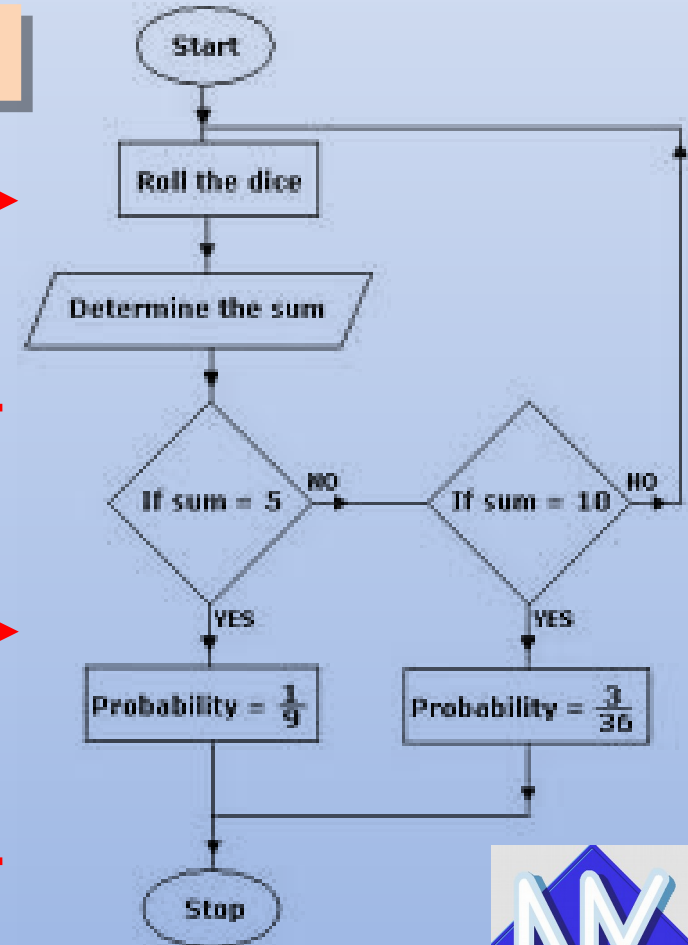 Start
Roll the dice
Determine the sum
If sum = 5
NO
If sum = 10
NO
YES
YES
Probability = 1/9
Probability = 3/36
Stop